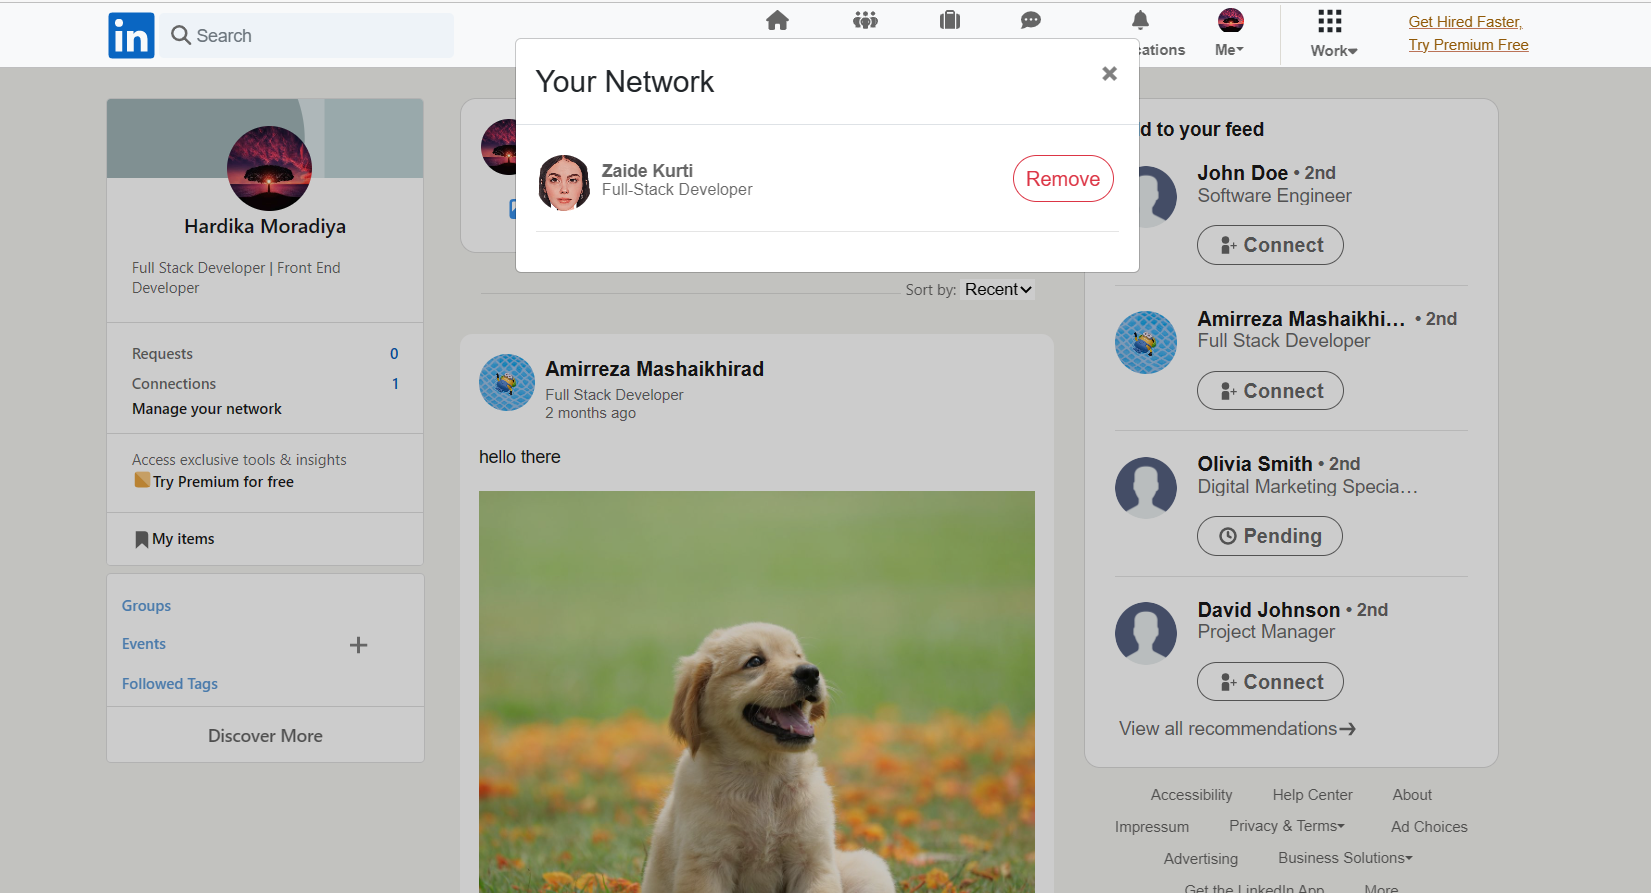 in
Search
Me
Work
Get Hired Faster,
Try Premium Free
Your Network
Zaide Kurti
Full-Stack Developer
Remove
Hardika Moradiya
Full Stack Developer | Front End
Developer
Requests 0
Connections 1
Manage your network
Access exclusive tools & insights
Try Premium for free
My items
Groups
Events
Followed Tags
Discover More
Sort by: Recent
Amirreza Mashaikhirad
Full Stack Developer
2 months ago
hello there
to your feed
John Doe • 2nd
Software Engineer
Connect
Amirreza Mashaikhi... • 2nd
Full Stack Developer
Connect
Olivia Smith • 2nd
Digital Marketing Specia...
Pending
David Johnson • 2nd
Project Manager
Connect
View all recommendations
Accessibility Help Center About
Impressum Privacy & Terms Ad Choices
Advertising Business Solutions
Get the LinkedIn App More